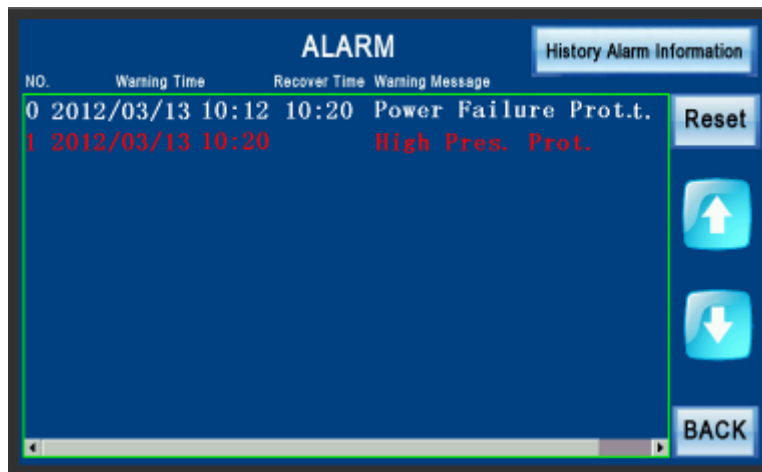 ALARM
History Alarm Information
NO. Warning Time Recover Time Warning Message
0 2012/03/13 10:12 10:20 Power Failure Prot.t.
1 2012/03/13 10:20 High Pres. Prot.
Reset
BACK